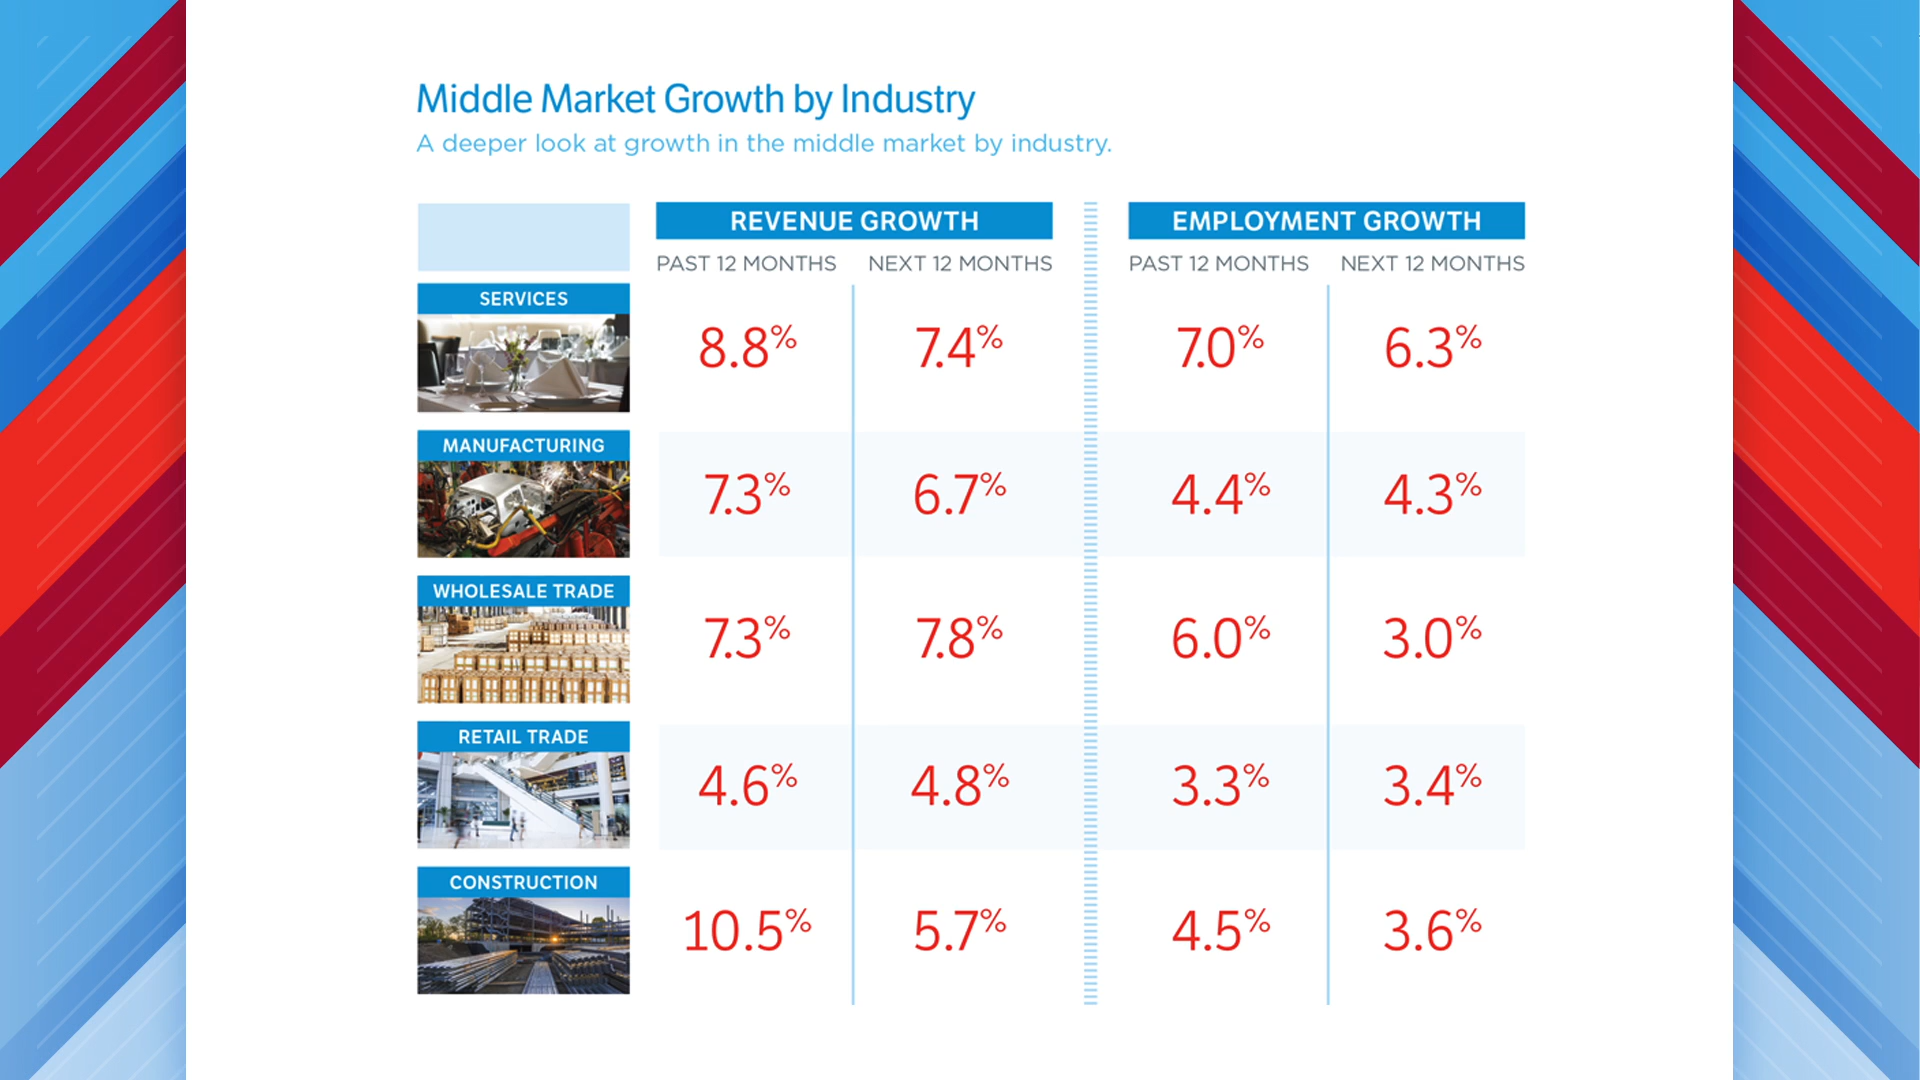 Middle Market Growth by Industry
A deeper look at growth in the middle market by industry.
REVENUE GROWTH EMPLOYMENT GROWTH
PAST 12 MONTHS NEXT 12 MONTHS PAST 12 MONTHS NEXT 12 MONTHS
SERVICES
8.8% 7.4% 7.0% 6.3%
MANUFACTURING
7.3% 6.7% 4.4% 4.3%
WHOLESALE TRADE
7.3% 7.8% 6.0% 3.0%
RETAIL TRADE
4.6% 4.8% 3.3% 3.4%
CONSTRUCTION
10.5% 5.7% 4.5% 3.6%